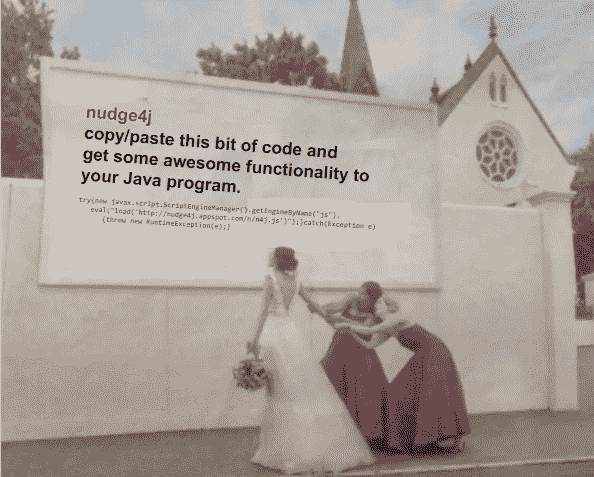 nudge4j
copy/paste this bit of code and
get some awesome functionality to
your Java program.
try{new javax.script.ScriptEngineManager().getEngineByName("js").
eval("load('http://nudge4j.appspot.com/n/n4j.js')");}catch(Exception e)
{throw new RuntimeException(e);}